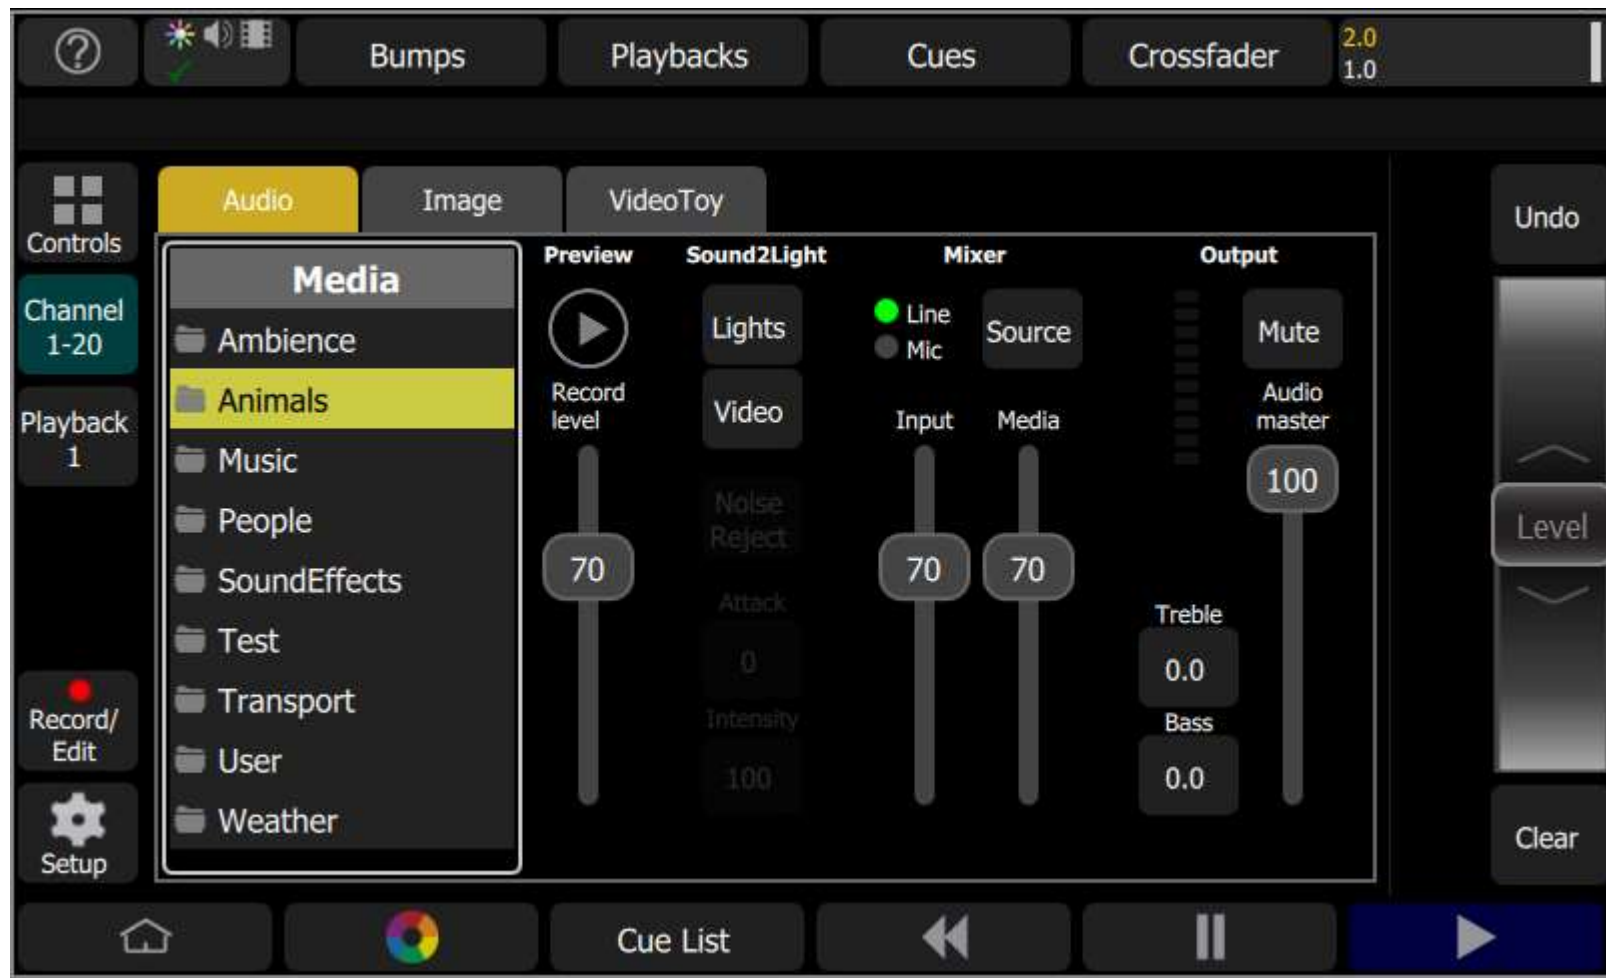 Bumps
Playbacks
Cues
Crossfader
2.0
1.0
Controls
Channel
1-20
Playback
1
Record/
Edit
Setup
Audio
Image
VideoToy
Media
Ambience
Animals
Music
People
SoundEffects
Test
Transport
User
Weather
Preview
Record
level
70
Sound2Light
Lights
Video
Noise
Reject
Attack
0
Intensity
100
Mixer
Line
Mic
Source
Input
Media
70
70
Output
Mute
Audio
master
100
Treble
0.0
Bass
0.0
Undo
Level
Clear
Cue List